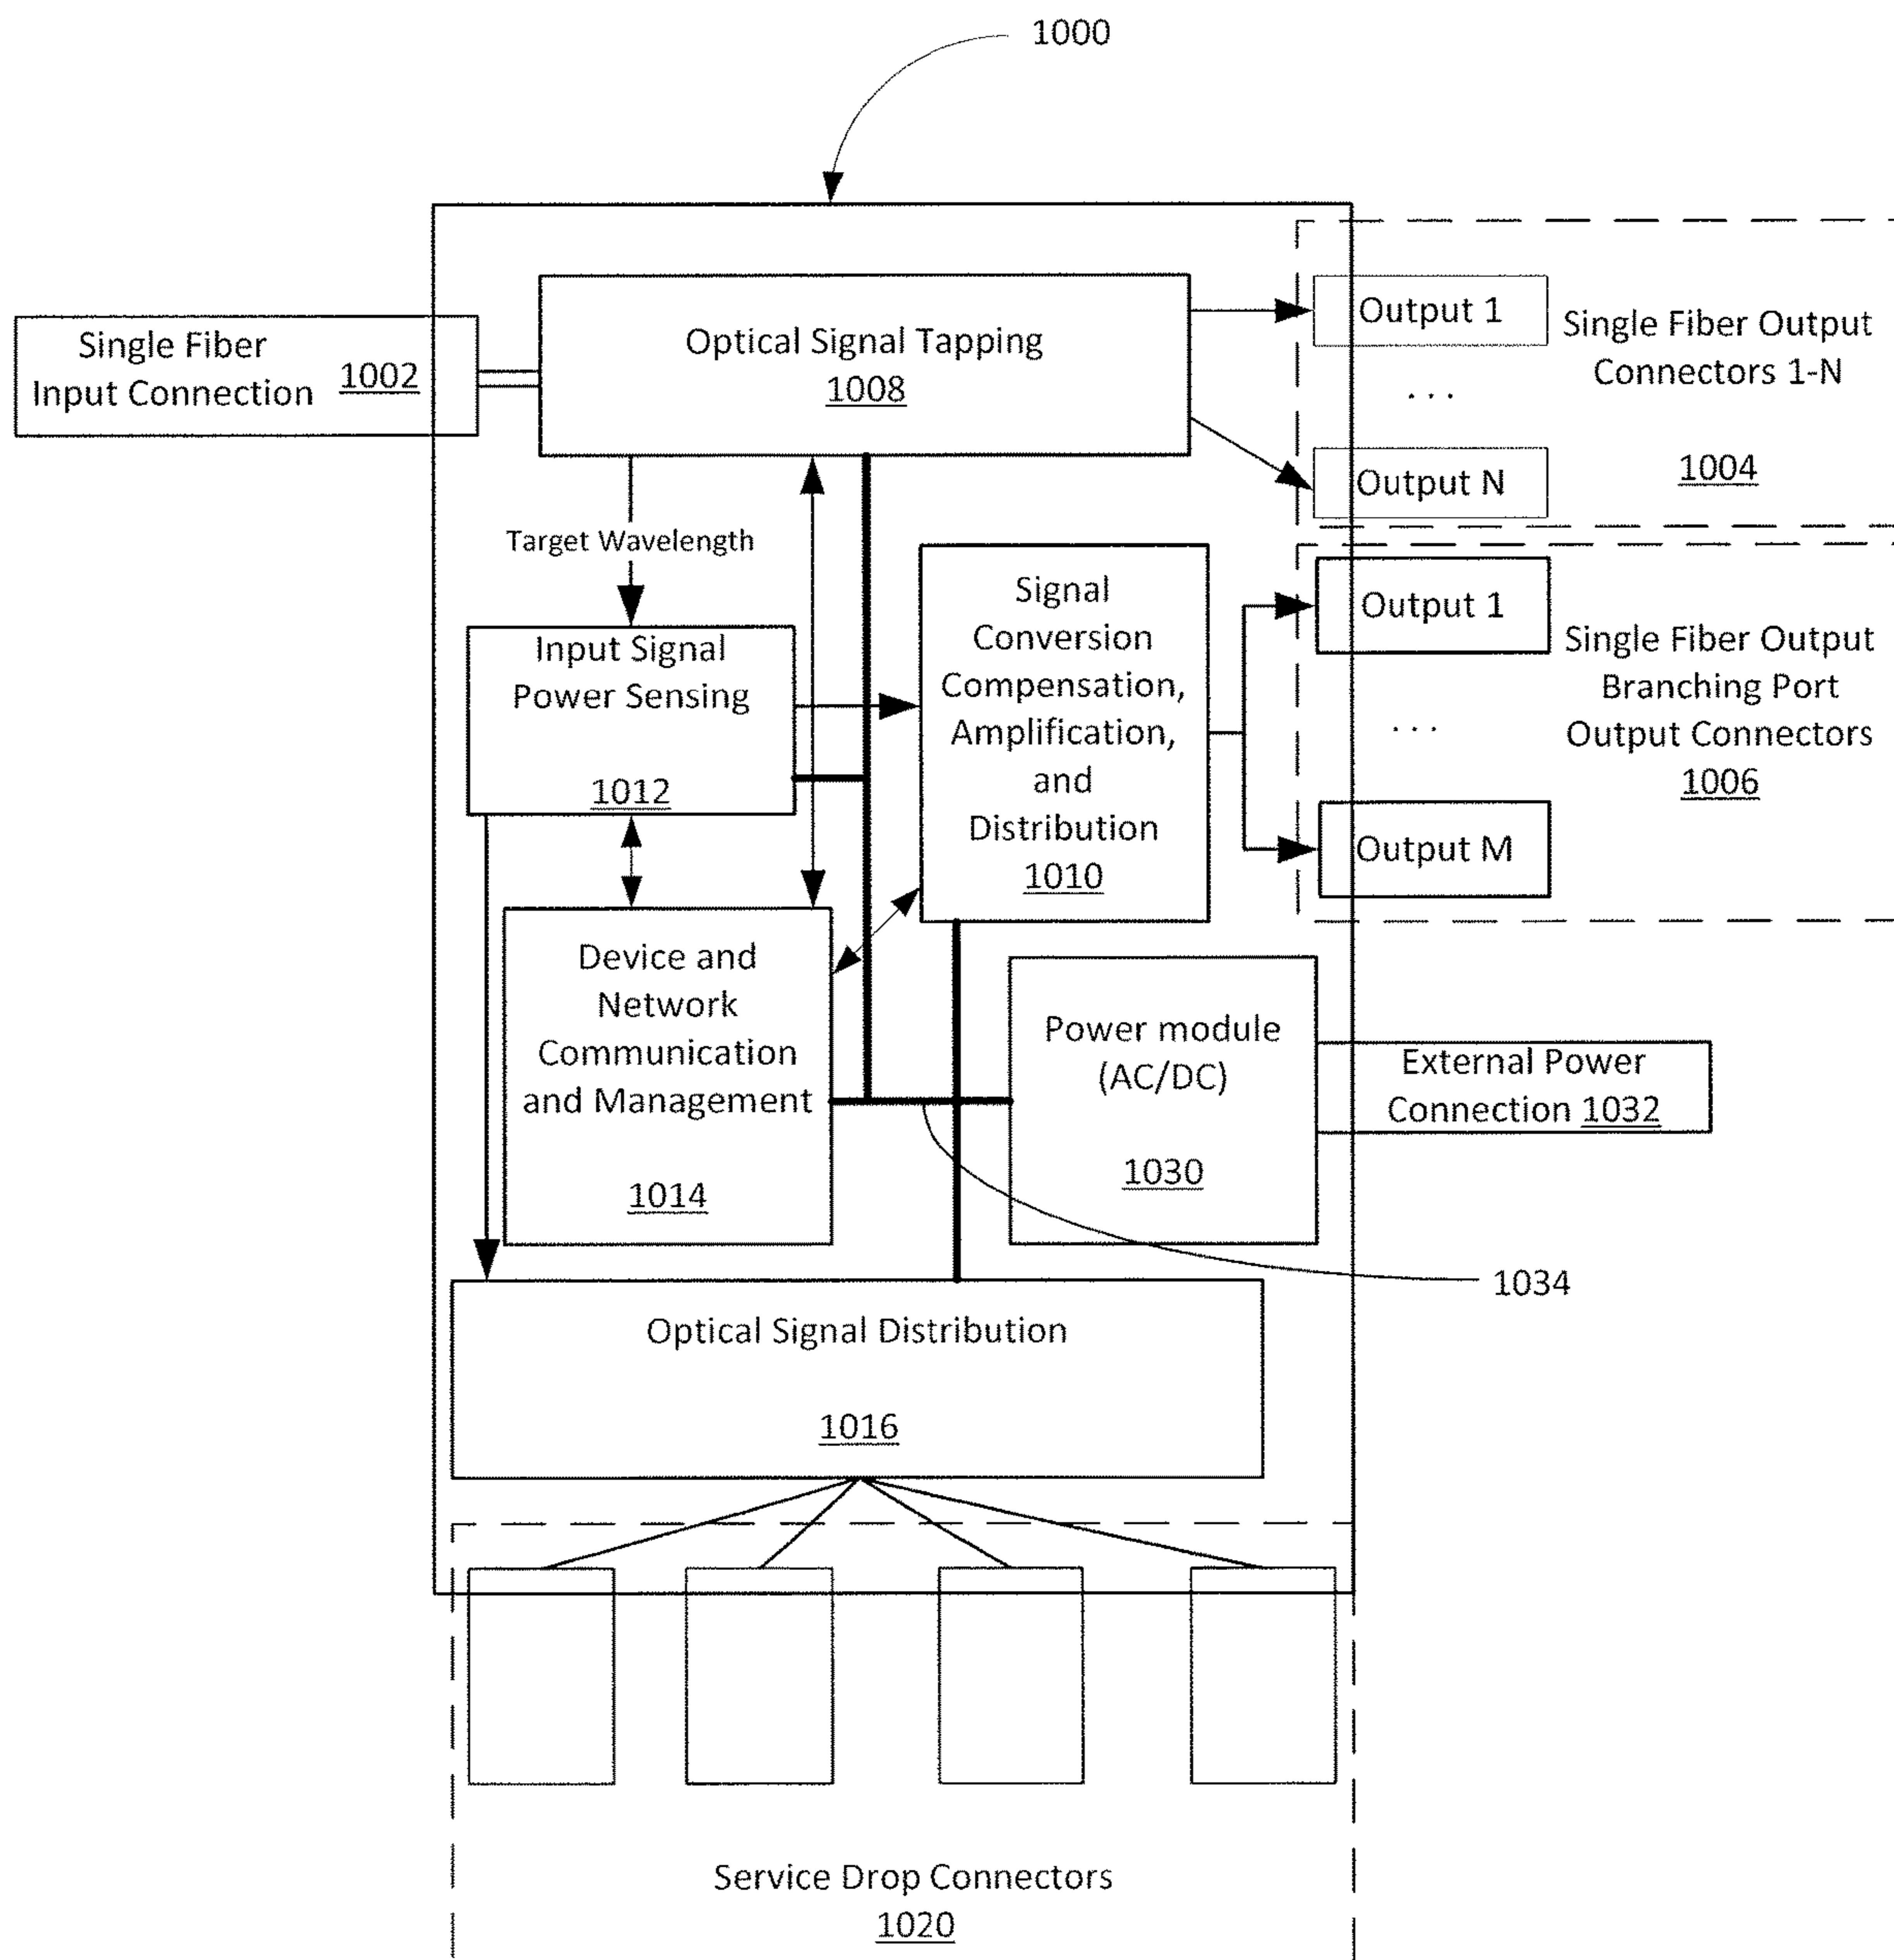 1000
Single Fiber
Input Connection 1002
Optical Signal Tapping
1008
Output 1
. . .
Output N
Single Fiber Output
Connectors 1-N
1004
Target Wavelength
Input Signal
Power Sensing
1012
Signal
Conversion
Compensation,
Amplification,
and
Distribution
1010
Output 1
. . .
Output M
Single Fiber Output
Branching Port
Output Connectors
1006
Device and
Network
Communication
and Management
1014
Power module
(AC/DC)
1030
External Power
Connection 1032
1034
Optical Signal Distribution
1016
Service Drop Connectors
1020